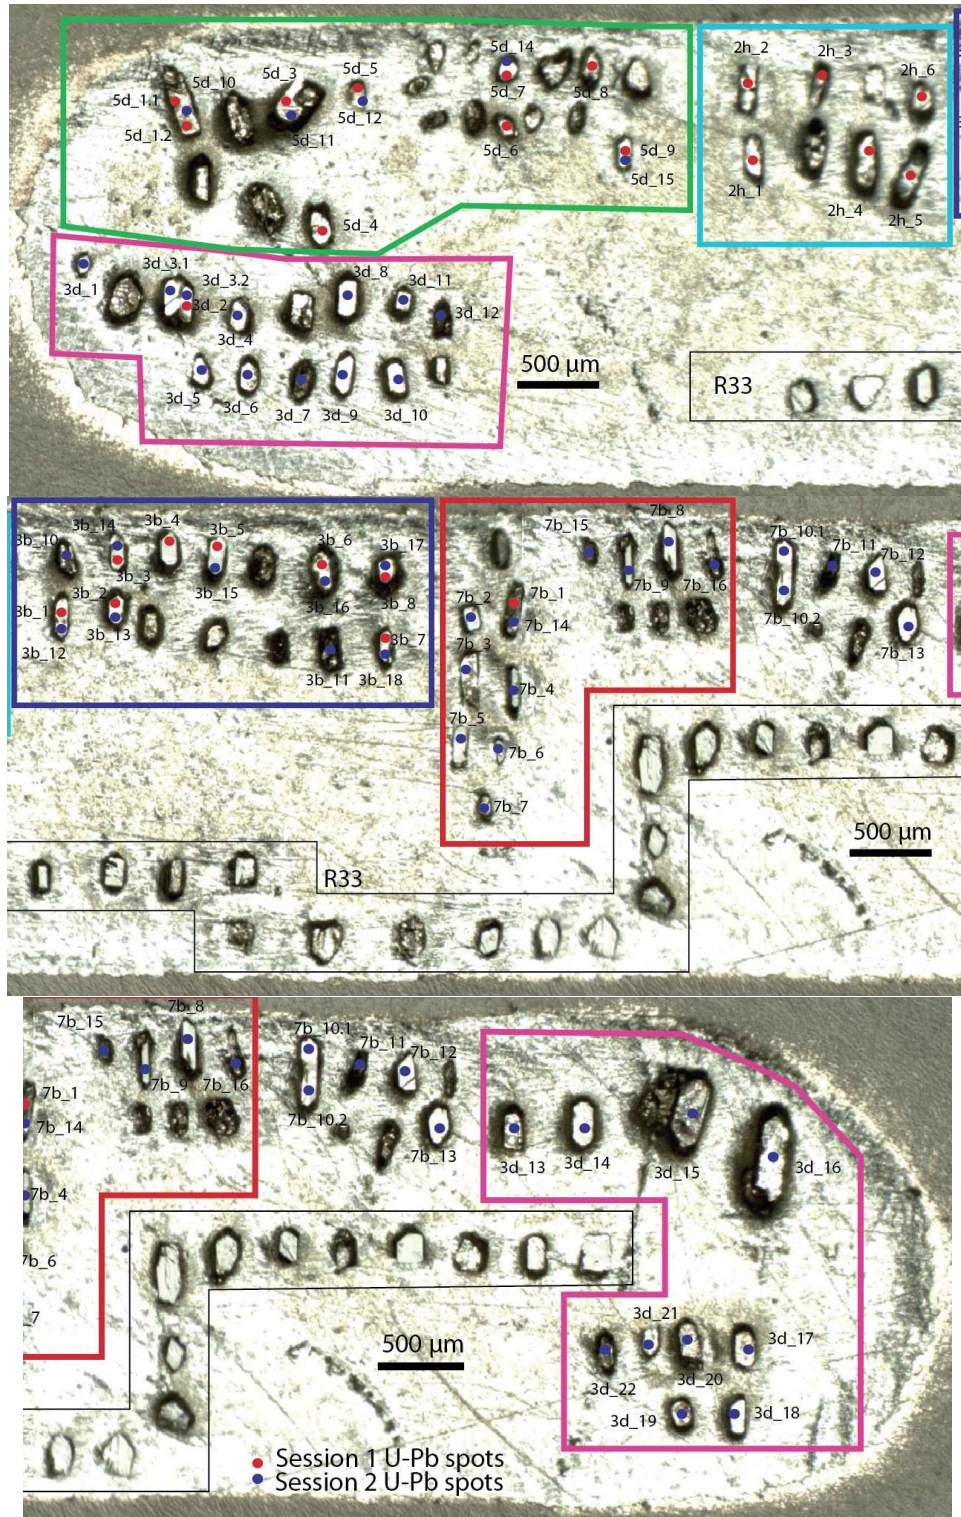 5d_14
5d_3
5d_5
5d_10
5d_1.1
5d_7
5d_8
5d_12
5d_1.2
5d_11
5d_6
5d_9
5d_15
5d_4
2h_2
2h_3
2h_6
2h_1
2h_4
2h_5
3d_3.1
3d_8
3d_3.2
3d_11
3d_1
3d_2
3d_12
3d_4
3d_5
3d_6
3d_7
3d_9
3d_10
500 µm
R33
3b_14
3b_4
3b_5
3b_6
3b_17
3b_10
3b_3
3b_15
3b_16
3b_8
3b_2
3b_1
3b_13
3b_7
3b_12
3b_11
3b_18
7b_15
7b_8
7b_10.1
7b_11
7b_12
7b_9
7b_16
7b_1
7b_2
7b_14
7b_10.2
7b_3
7b_13
7b_4
7b_5
7b_6
7b_7
500 µm
R33
7b_8
7b_15
7b_10.1
7b_11
7b_12
7b_9
7b_16
7b_1
7b_14
7b_10.2
7b_13
7b_4
7b_6
_7
3d_13
3d_14
3d_15
3d_16
3d_21
3d_17
3d_22
3d_20
3d_19
3d_18
500 µm
Session 1 U-Pb spots
Session 2 U-Pb spots